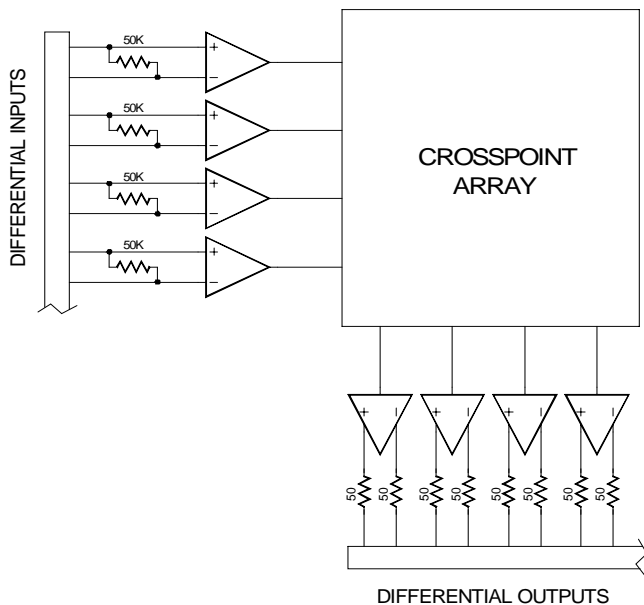 DIFFERENTIAL INPUTS
50K
+
−
50K
+
−
50K
+
−
50K
+
−
CROSSPOINT
ARRAY
+ − + − + − + −
50 50 50 50 50 50 50 50
DIFFERENTIAL OUTPUTS